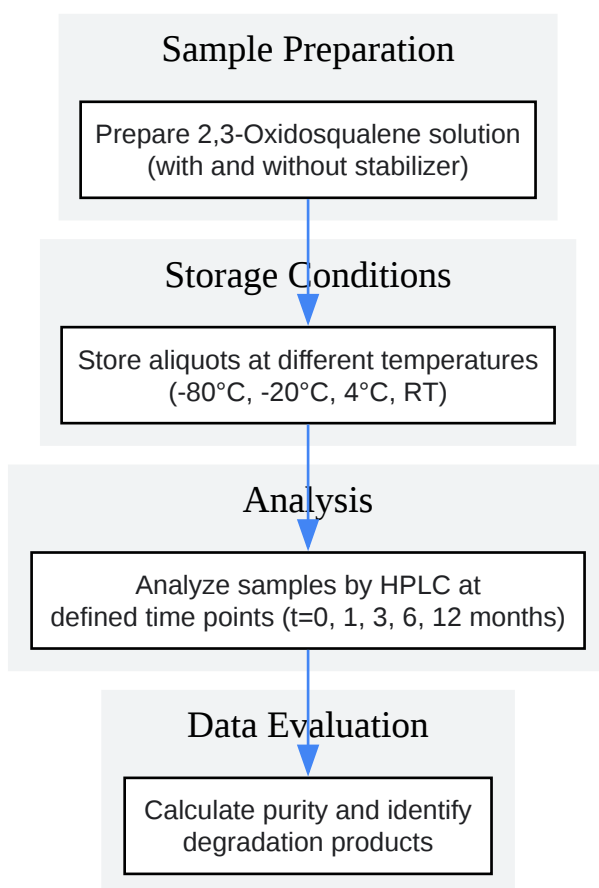 Sample Preparation
Prepare 2,3-Oxidosqualene solution
(with and without stabilizer)
Storage Conditions
Store aliquots at different temperatures
(-80°C, -20°C, 4°C, RT)
Analysis
Analyze samples by HPLC at
defined time points (t=0, 1, 3, 6, 12 months)
Data Evaluation
Calculate purity and identify
degradation products